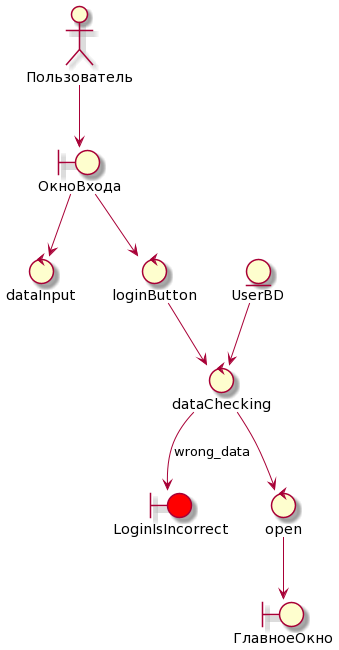 Пользователь
ОкноВхода
dataInput
loginButton
UserBD
dataChecking
wrong_data
LoginIsIncorrect
open
ГлавноеОкно